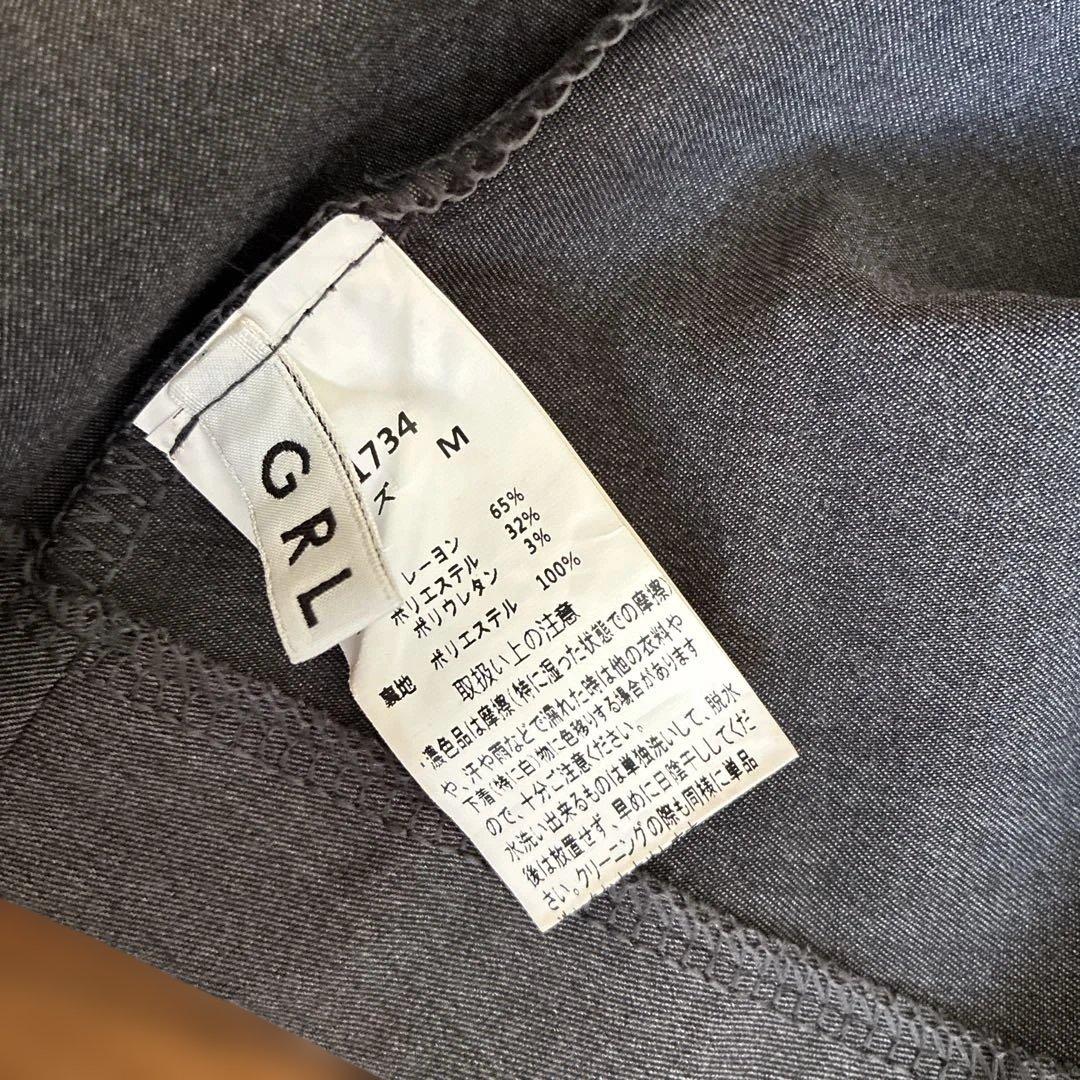 GRL
1734
ズ M
レーヨン 65%
ポリエステル 32%
ポリウレタン 3%
裏地 ポリエステル 100%
取扱い上の注意
濃色品は摩擦(特に湿った状態での摩擦)
や、汗や雨などで濡れた時は他の衣料や
下着(特に白)物に色移りする場合があります
ので、十分ご注意ください。
水洗い出来るものは単独洗いして、脱水
後は放置せず、早めに日陰干ししてくだ
さい。クリーニングの際も同様に単品